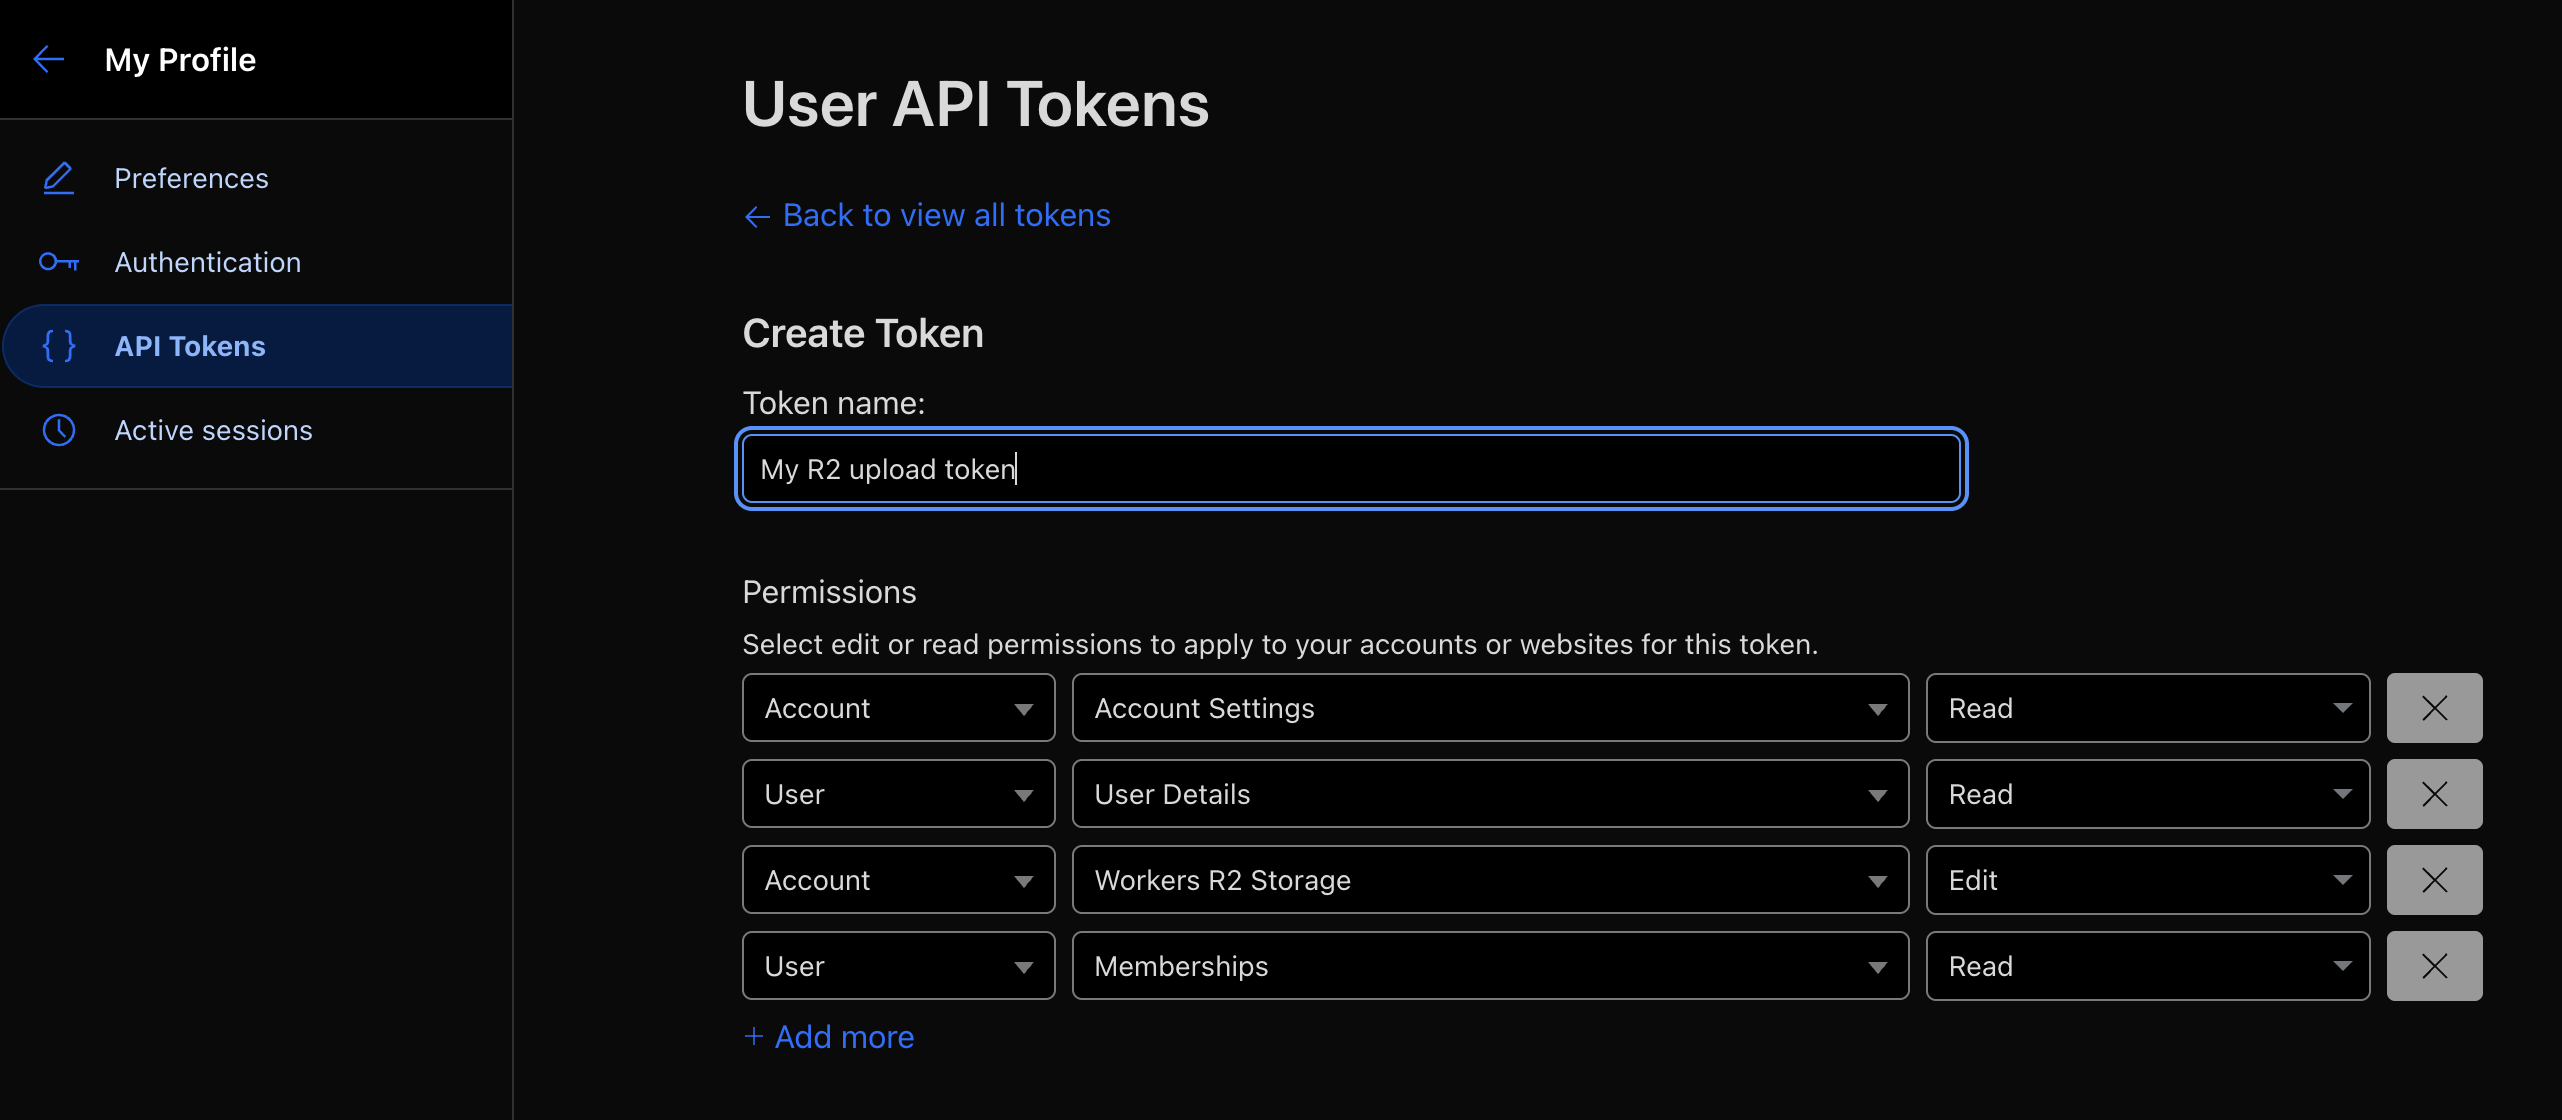 My Profile
Preferences
Authentication
API Tokens
Active sessions
User API Tokens
← Back to view all tokens
Create Token
Token name:
My R2 upload token
Permissions
Select edit or read permissions to apply to your accounts or websites for this token.
Account Account Settings Read
User User Details Read
Account Workers R2 Storage Edit
User Memberships Read
+ Add more